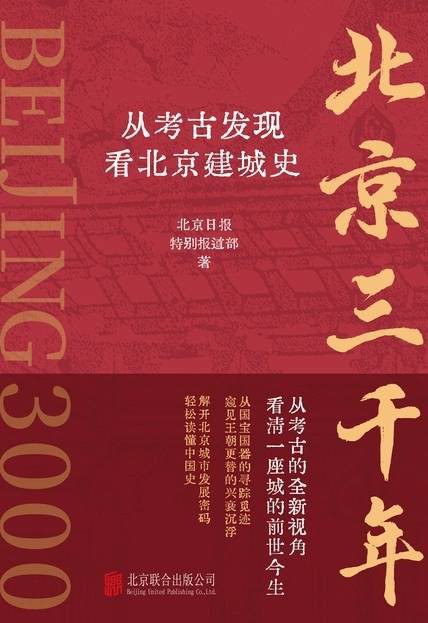 北京三千年
BEIJING3000
从考古发现
看北京建城史
北京日报
特别报道部
著
从考古的全新视角
看清一座城的前世今生
从国宝国器的寻踪觅迹
窥见王朝更替的兴衰沉浮
解开北京城市发展密码
轻松读懂中国史
北京联合出版公司
Beijing United Publishing Co.,Ltd.